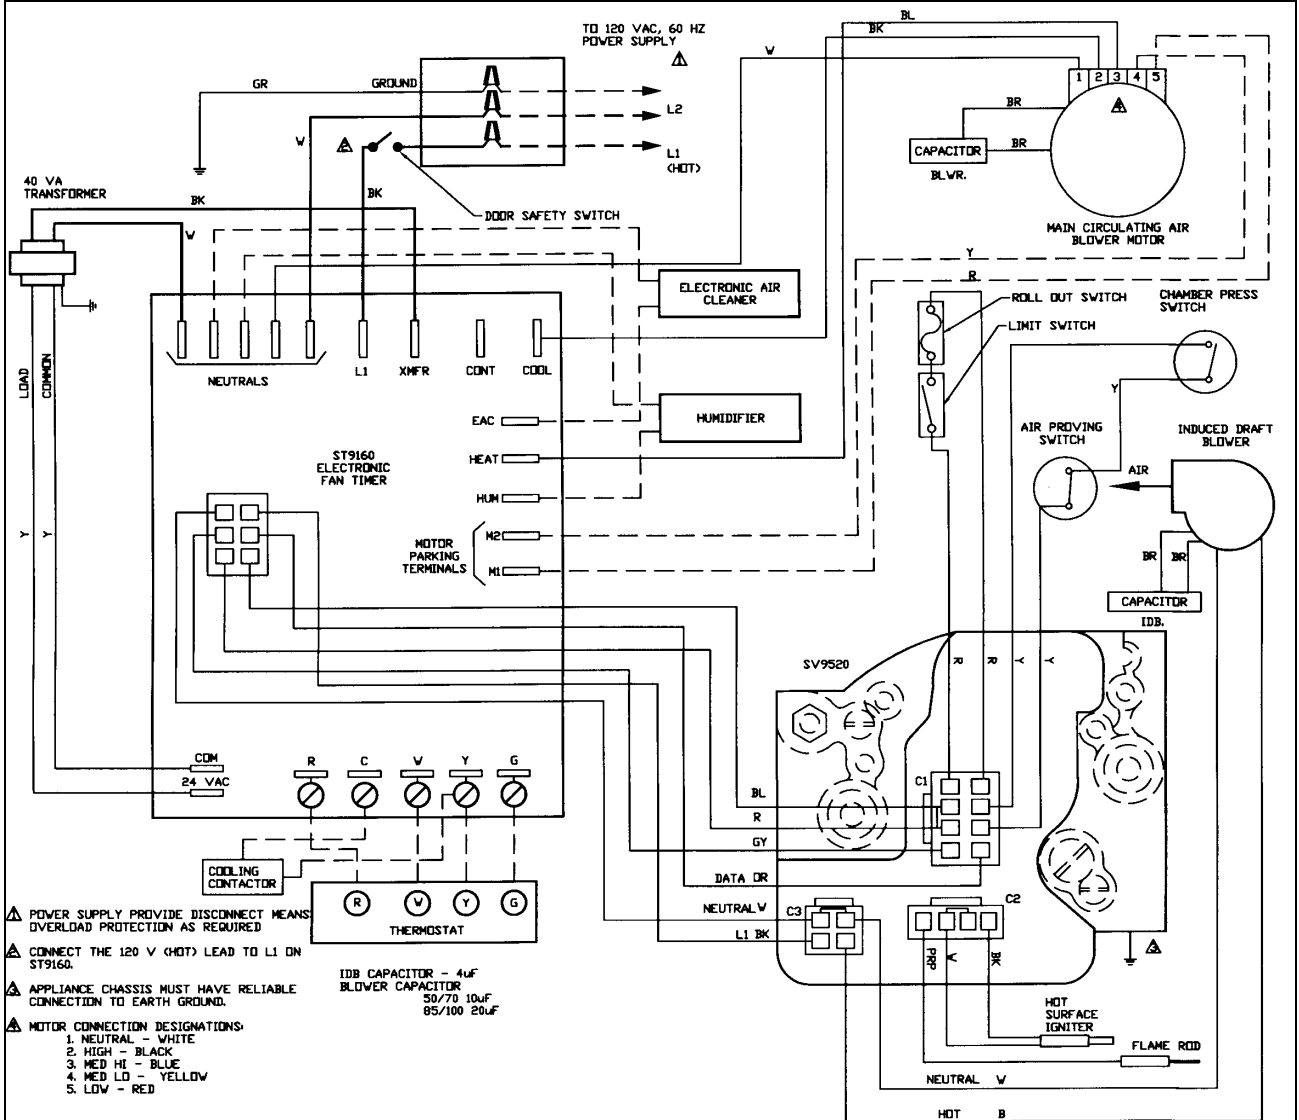 TO 120 VAC, 60 HZ
POWER SUPPLY
1
BL
BK
W
GR
GROUND
L2
L1
(HOT)
W
2
BK
DOOR SAFETY SWITCH
1 2 3 4 5
4
BR
BR
CAPACITOR
BLWR.
MAIN CIRCULATING AIR
BLOWER MOTOR
40 VA
TRANSFORMER
BK
W
Y
R
ELECTRONIC AIR
CLEANER
ROLL OUT SWITCH
LIMIT SWITCH
CHAMBER PRESS
SWITCH
LOAD
COMMON
NEUTRALS
L1
XMFR
CONT
COOL
EAC
HEAT
HUM
M2
M1
MOTOR
PARKING
TERMINALS
ST9160
ELECTRONIC
FAN TIMER
HUMIDIFIER
Y
AIR PROVING
SWITCH
AIR
INDUCED DRAFT
BLOWER
BR
BR
CAPACITOR
IDB.
Y
Y
SV9520
R
R
Y
Y
COM
24 VAC
R
C
W
Y
G
C1
BL
R
GY
DATA OR
NEUTRAL W
L1 BK
C3
C2
PRP
W
BK
3
COOLING
CONTACTOR
R
W
Y
G
THERMOSTAT
1 POWER SUPPLY PROVIDE DISCONNECT MEANS
OVERLOAD PROTECTION AS REQUIRED
2 CONNECT THE 120 V (HOT) LEAD TO L1 ON
ST9160.
3 APPLIANCE CHASSIS MUST HAVE RELIABLE
CONNECTION TO EARTH GROUND.
4 MOTOR CONNECTION DESIGNATIONS:
1. NEUTRAL - WHITE
2. HIGH - BLACK
3. MED HI - BLUE
4. MED LO - YELLOW
5. LOW - RED
IDB CAPACITOR - 4uF
BLOWER CAPACITOR
50/70 10uF
85/100 20uF
HOT
SURFACE
IGNITER
FLAME ROD
NEUTRAL W
HOT B